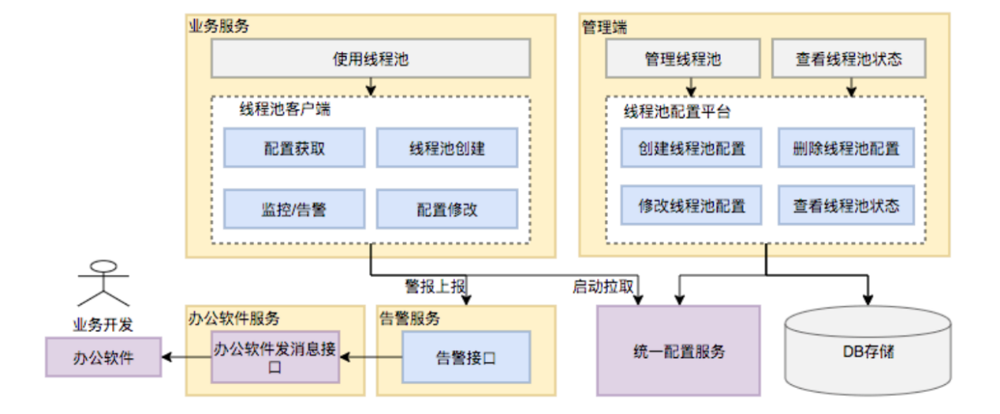 业务服务
使用线程池
线程池客户端
配置获取
线程池创建
监控/告警
配置修改
管理端
管理线程池
查看线程池状态
线程池配置平台
创建线程池配置
删除线程池配置
修改线程池配置
查看线程池状态
警报上报
启动拉取
业务开发
办公软件
办公软件服务
办公软件发消息接
口
告警服务
告警接口
统一配置服务
DB存储